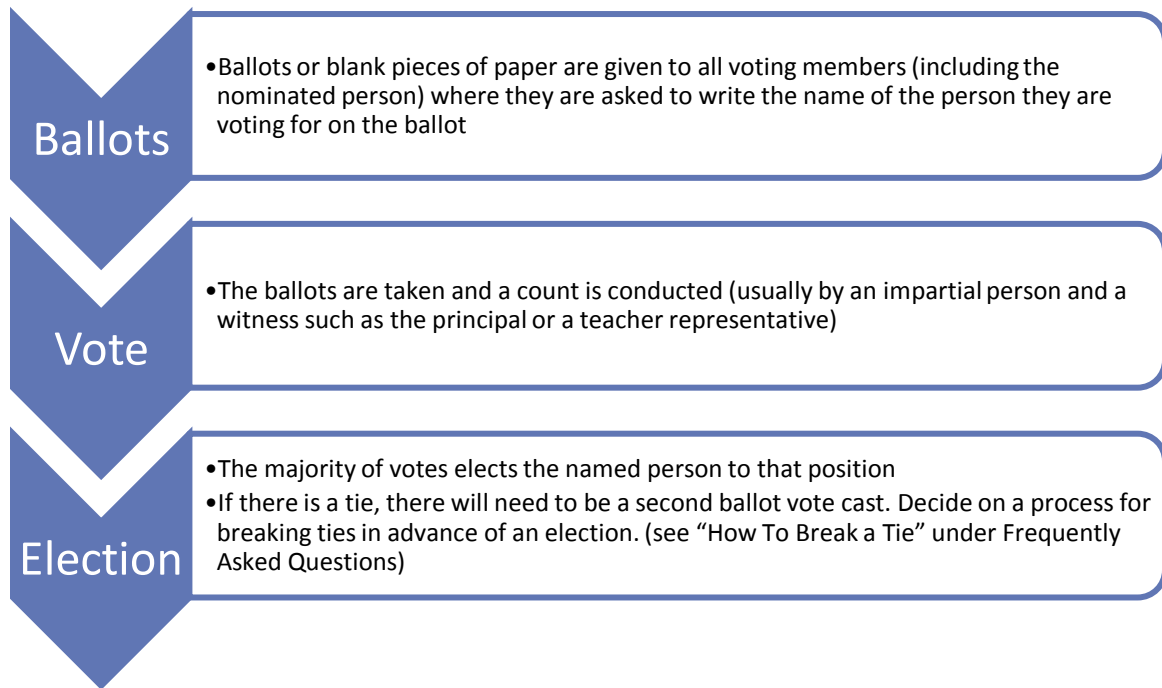 Ballots
•Ballots or blank pieces of paper are given to all voting members (including the
nominated person) where they are asked to write the name of the person they are
voting for on the ballot
Vote
•The ballots are taken and a count is conducted (usually by an impartial person and a
witness such as the principal or a teacher representative)
Election
•The majority of votes elects the named person to that position
•If there is a tie, there will need to be a second ballot vote cast. Decide on a process for
breaking ties in advance of an election. (see “How To Break a Tie” under Frequently
Asked Questions)